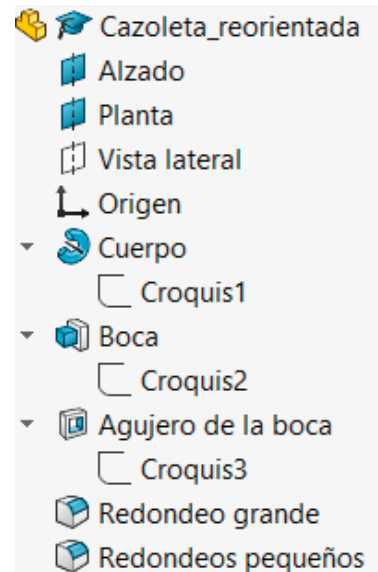 Cazoleta_reorientada
Alzado
Planta
Vista lateral
Origen
Cuerpo
Croquis1
Boca
Croquis2
Agujero de la boca
Croquis3
Redondeo grande
Redondeos pequeños